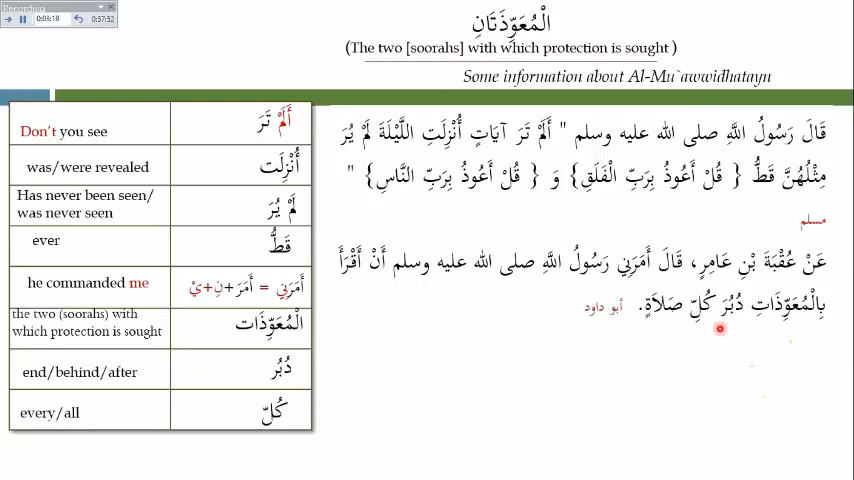 Recording
0:03:18
0:57:52
الْمُعَوِّذَتَانِ
(The two [soorahs] with which protection is sought )
Some information about Al-Mu`awwidhatayn
Don't you see
أَلَمْ تَرَ
was/were revealed
أُنْزِلَت
Has never been seen/
was never seen
لَمْ يُرَ
ever
قَطُّ
he commanded me
أَمَرَنِي = أَمَرَ+نِ+يْ
the two (soorahs) with
which protection is sought
الْمُعَوِّذَات
end/behind/after
دُبُر
every/all
كُلّ
قَالَ رَسُولُ اللَّهِ صلى الله عليه وسلم " أَلَمْ تَرَ آيَاتٍ أُنْزِلَتِ اللَّيْلَةَ لَمْ يُرَ
مِثْلُهُنَّ قَطُّ { قُلْ أَعُوذُ بِرَبِّ الْفَلَقِ} وَ { قُلْ أَعُوذُ بِرَبِّ النَّاسِ} "
مسلم
عَنْ عُقْبَةَ بْنِ عَامِرٍ، قَالَ أَمَرَنِي رَسُولُ اللَّهِ صلى الله عليه وسلم أَنْ أَقْرَأَ
بِالْمُعَوِّذَاتِ دُبُرَ كُلِّ صَلاَةٍ. أبو داود